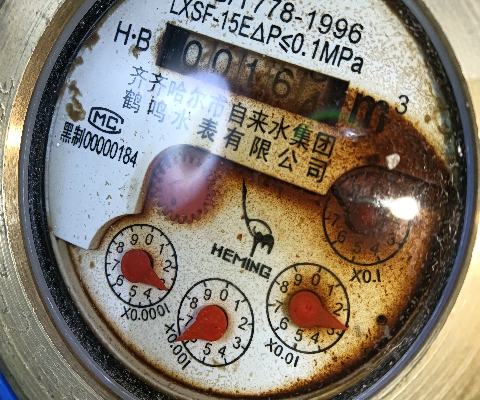 778-1996
LXSF-15E△P≤0.1MPa
H·B
0016
m³
齐齐哈尔市自来水集团
鹤鸣水表有限公司
MC
黑制00000184
HEMING
X0.1
X0.01
X0.001
X0.0001